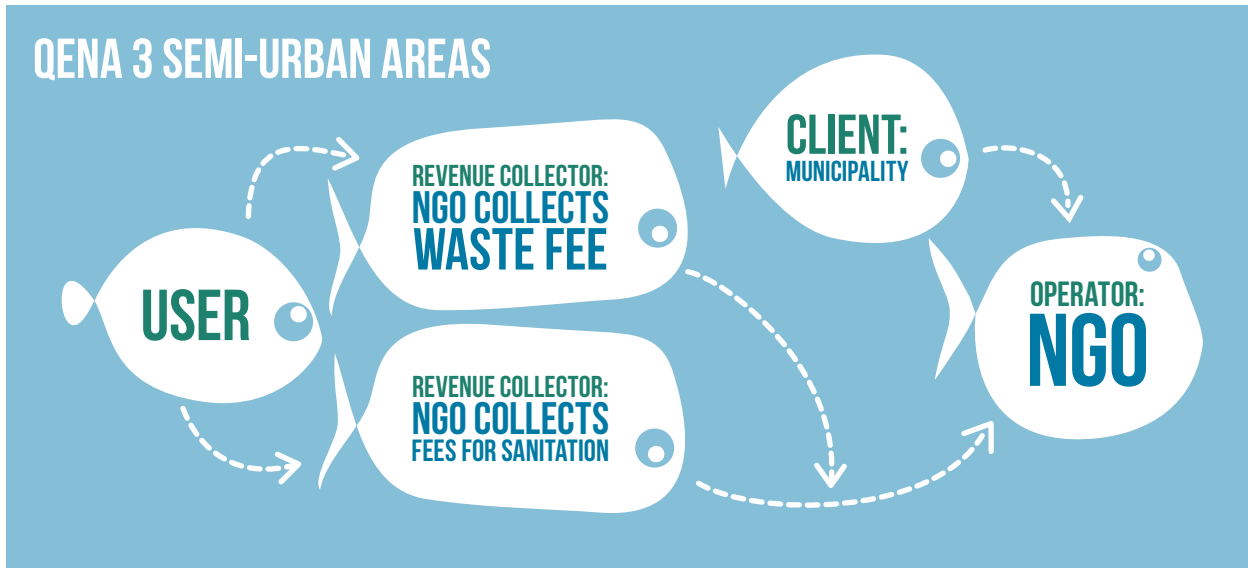 QENA 3 SEMI-URBAN AREAS
USER
REVENUE COLLECTOR:
NGO COLLECTS
WASTE FEE
REVENUE COLLECTOR:
NGO COLLECTS
FEES FOR SANITATION
CLIENT:
MUNICIPALITY
OPERATOR:
NGO